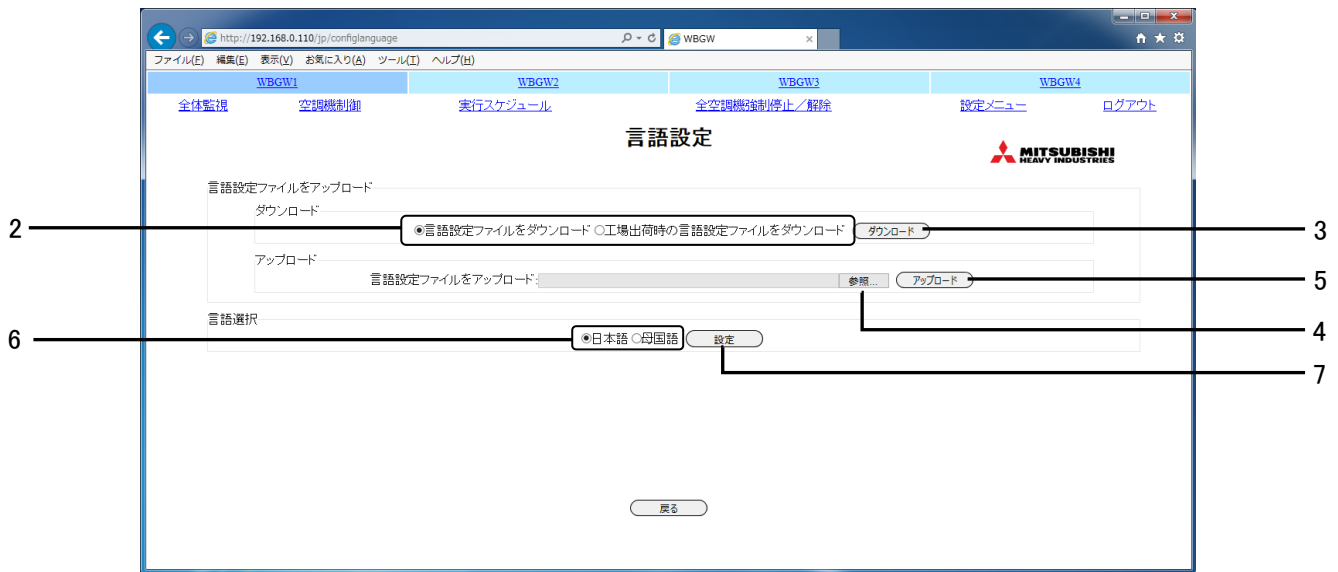 http://192.168.0.110/jp/configlanguage WBGW
ファイル(F) 編集(E) 表示(V) お気に入り(A) ツール(T) ヘルプ(H)
WBGW1 WBGW2 WBGW3 WBGW4
全体監視 空調機制御 実行スケジュール 全空調機強制停止／解除 設定メニュー ログアウト
言語設定
MITSUBISHI
HEAVY INDUSTRIES
言語設定ファイルをアップロード
ダウンロード
2 言語設定ファイルをダウンロード 工場出荷時の言語設定ファイルをダウンロード ダウンロード 3
アップロード
言語設定ファイルをアップロード: 参照... アップロード 5
4
言語選択
6 日本語 母国語 設定
7
戻る